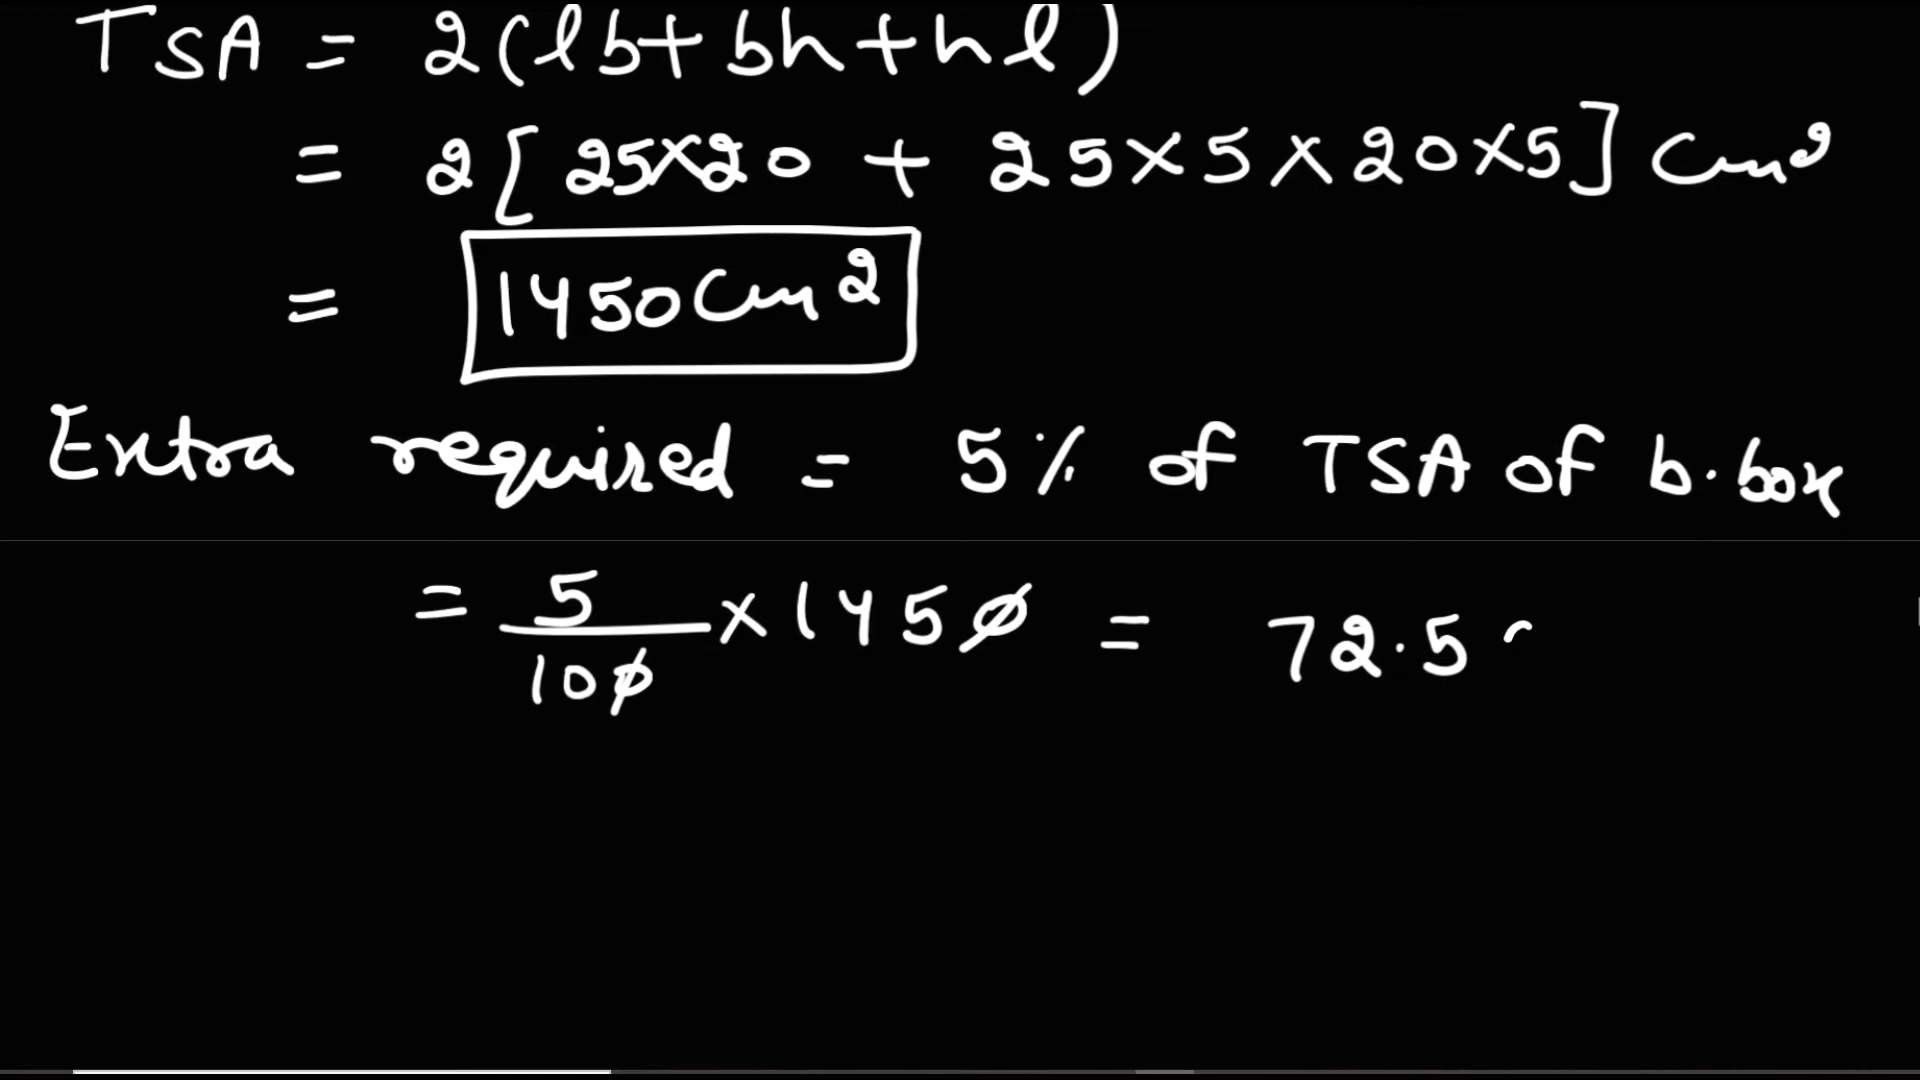 TSA = 2(lb+bh+hl)
= 2[25×20 + 25×5×20×5] cm²
= 1450cm²
Extra required = 5% of TSA of b.box
= 5/100 × 1450 = 72.5